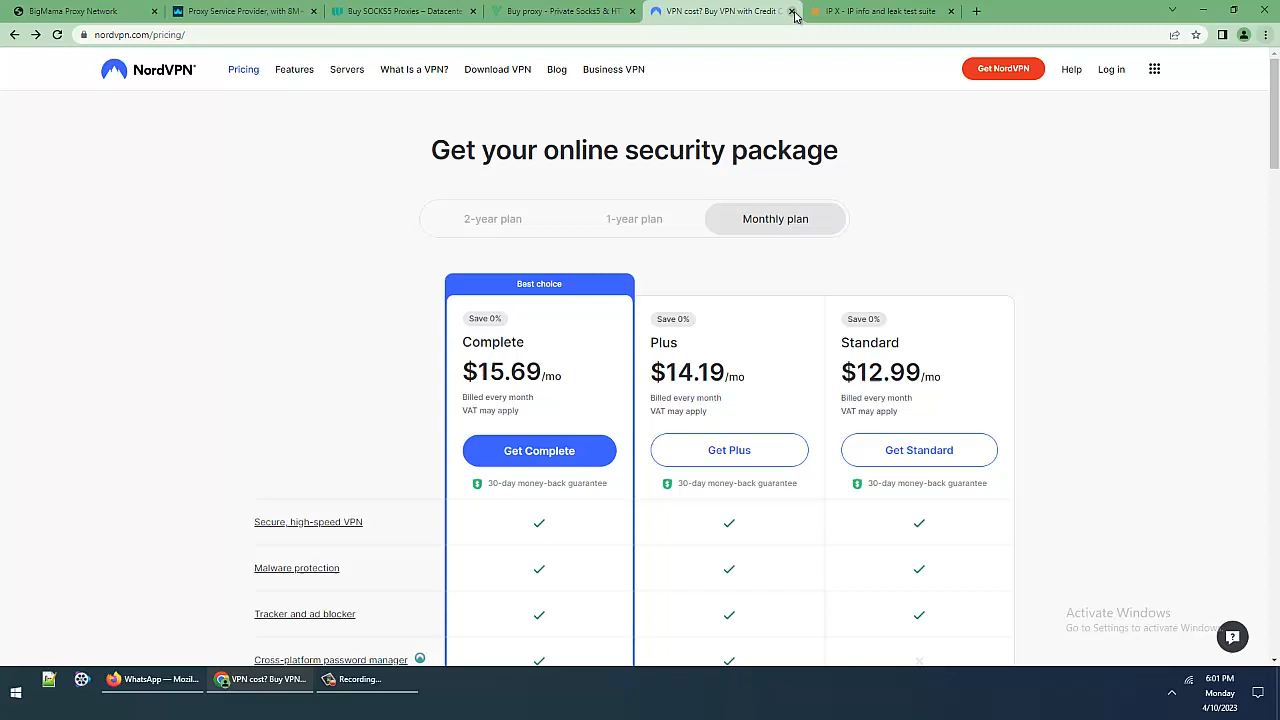 BigMama Proxy Network
Proxy Service Provider, with 8M+
Buy SOCKS5 Proxies – Datacente
Buy proxy - Private Socks5 & HT
VPN cost? Buy VPN with Credit C
IP X - IP info and leak test suite
nordvpn.com/pricing/
NordVPN®
Pricing
Features
Servers
What Is a VPN?
Download VPN
Blog
Business VPN
Get NordVPN
Help
Log in
Get your online security package
2-year plan
1-year plan
Monthly plan
Best choice
Save 0%
Complete
$15.69/mo
Billed every month
VAT may apply
Get Complete
30-day money-back guarantee
Save 0%
Plus
$14.19/mo
Billed every month
VAT may apply
Get Plus
30-day money-back guarantee
Save 0%
Standard
$12.99/mo
Billed every month
VAT may apply
Get Standard
30-day money-back guarantee
Secure, high-speed VPN
Malware protection
Tracker and ad blocker
Cross-platform password manager
Activate Windows
Go to Settings to activate Windows
WhatsApp — Mozil...
VPN cost? Buy VPN...
Recording...
6:01 PM
Monday
4/10/2023